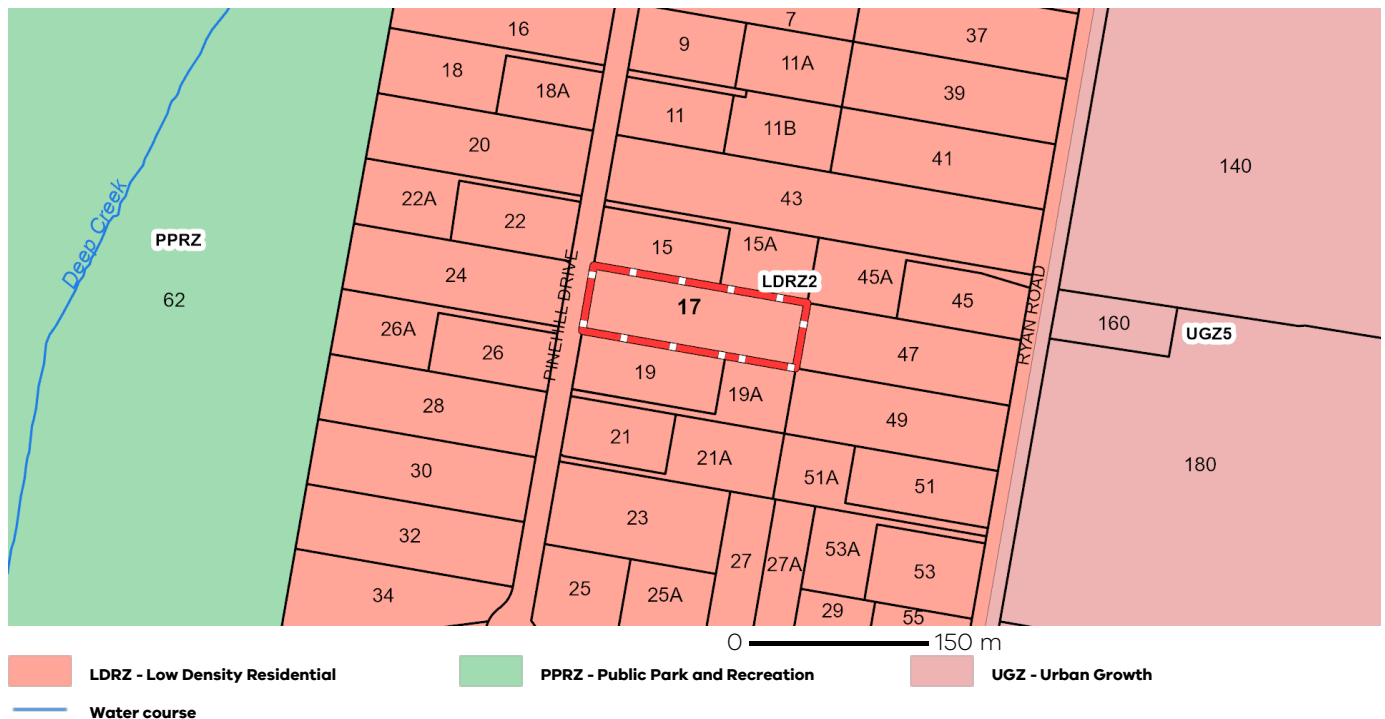 7
16
37
9
11A
18
18A
39
11
11B
20
41
140
22A
43
22
Deep Creek
PPRZ
15
15A
24
45A
LDRZ2
62
45
17
PINEHILL DRIVE
RYAN ROAD
160
UGZ5
26A
26
47
19
19A
28
49
21
21A
180
30
51A
51
23
32
53A
27
27A
53
25
25A
34
29
55
0 150 m
LDRZ - Low Density Residential PPRZ - Public Park and Recreation UGZ - Urban Growth
Water course